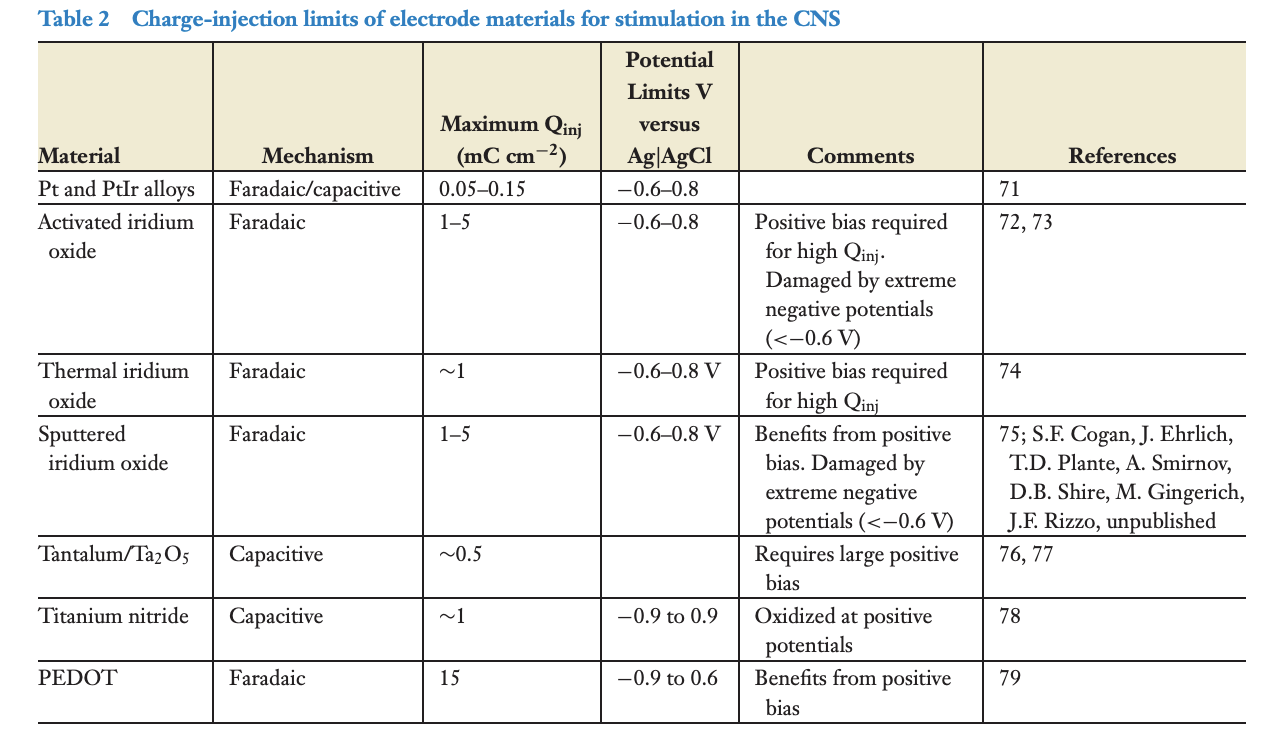 Table 2 Charge-injection limits of electrode materials for stimulation in the CNS
Material
Mechanism
Maximum Qinj
(mC cm−2)
Potential
Limits V
versus
Ag|AgCl
Comments
References
Pt and PtIr alloys
Faradaic/capacitive
0.05–0.15
−0.6–0.8
71
Activated iridium
oxide
Faradaic
1–5
−0.6–0.8
Positive bias required
for high Qinj.
Damaged by extreme
negative potentials
(<−0.6 V)
72, 73
Thermal iridium
oxide
Faradaic
∼1
−0.6–0.8 V
Positive bias required
for high Qinj
74
Sputtered
iridium oxide
Faradaic
1–5
−0.6–0.8 V
Benefits from positive
bias. Damaged by
extreme negative
potentials (<−0.6 V)
75; S.F. Cogan, J. Ehrlich,
T.D. Plante, A. Smirnov,
D.B. Shire, M. Gingerich,
J.F. Rizzo, unpublished
Tantalum/Ta2O5
Capacitive
∼0.5
Requires large positive
bias
76, 77
Titanium nitride
Capacitive
∼1
−0.9 to 0.9
Oxidized at positive
potentials
78
PEDOT
Faradaic
15
−0.9 to 0.6
Benefits from positive
bias
79